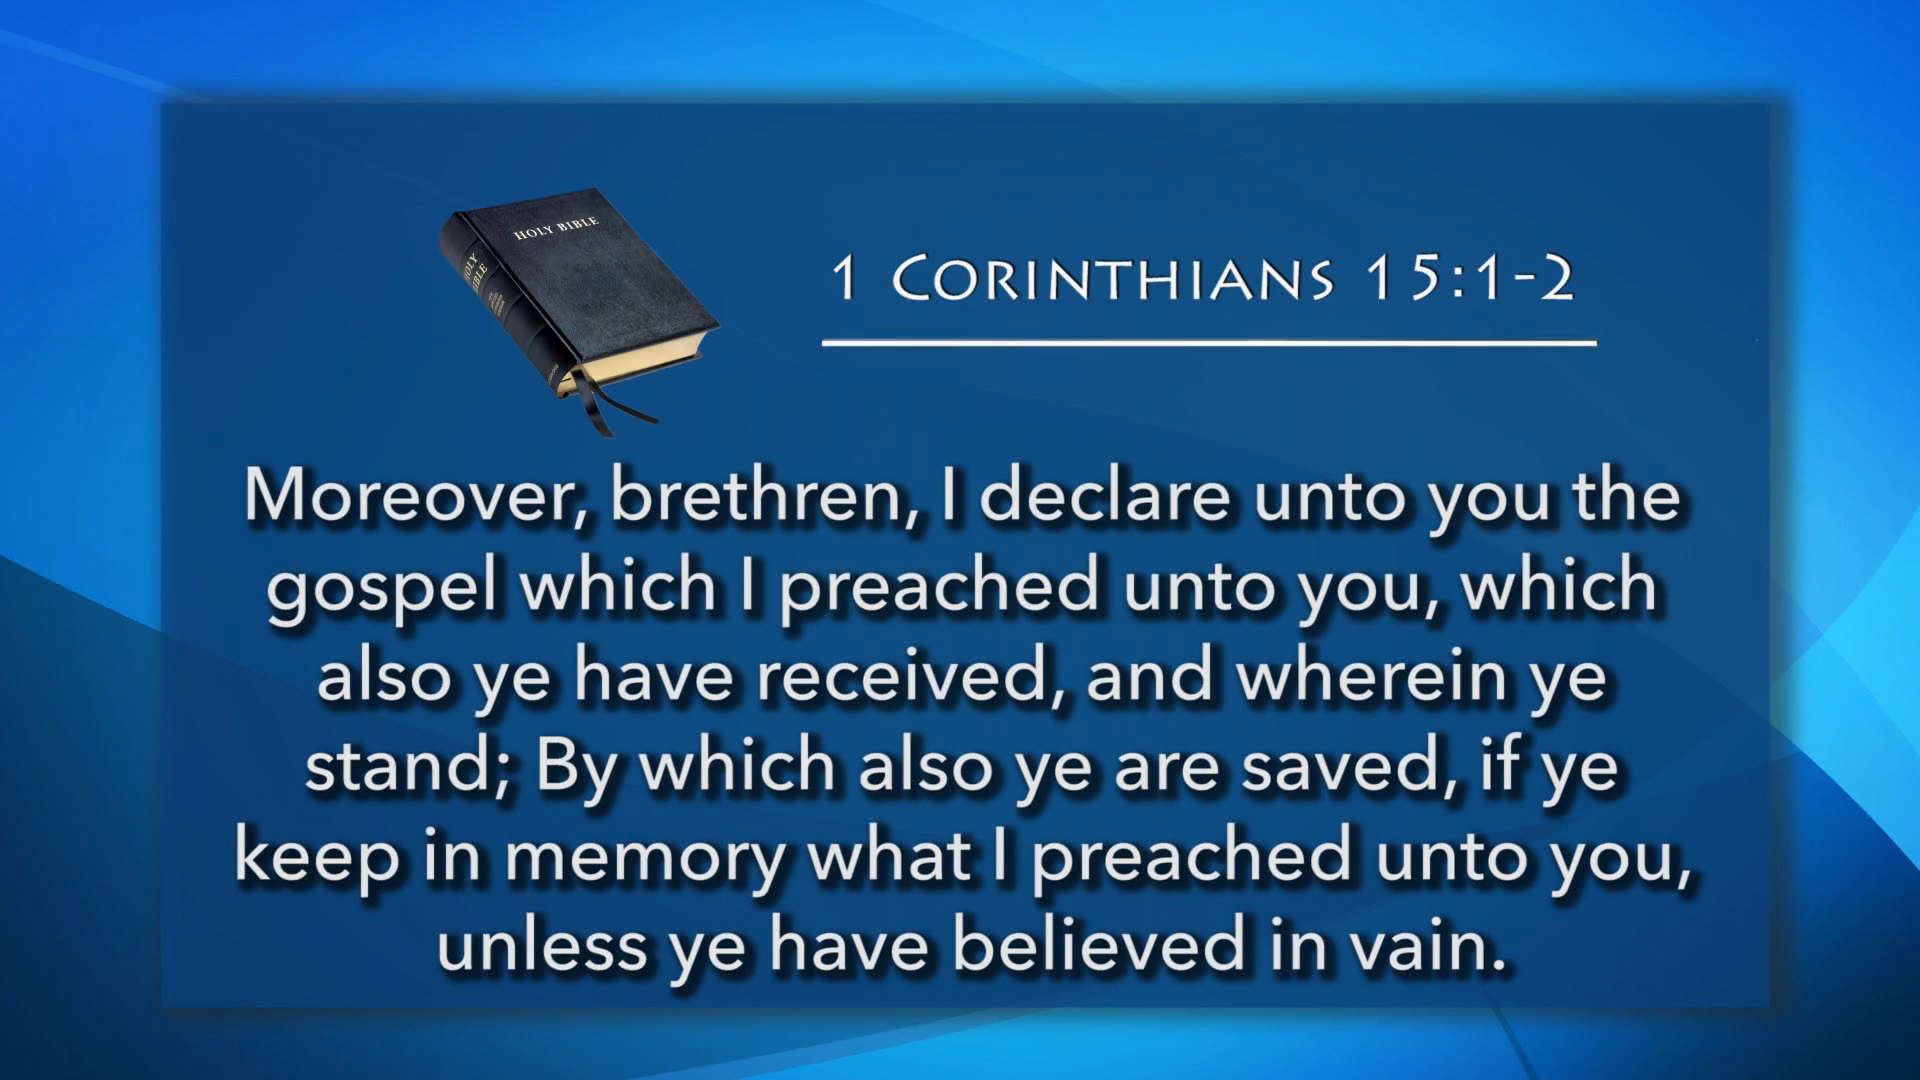 HOLY BIBLE
HOLY
BIBLE
1 CORINTHIANS 15:1-2
Moreover, brethren, I declare unto you the
gospel which I preached unto you, which
also ye have received, and wherein ye
stand; By which also ye are saved, if ye
keep in memory what I preached unto you,
unless ye have believed in vain.